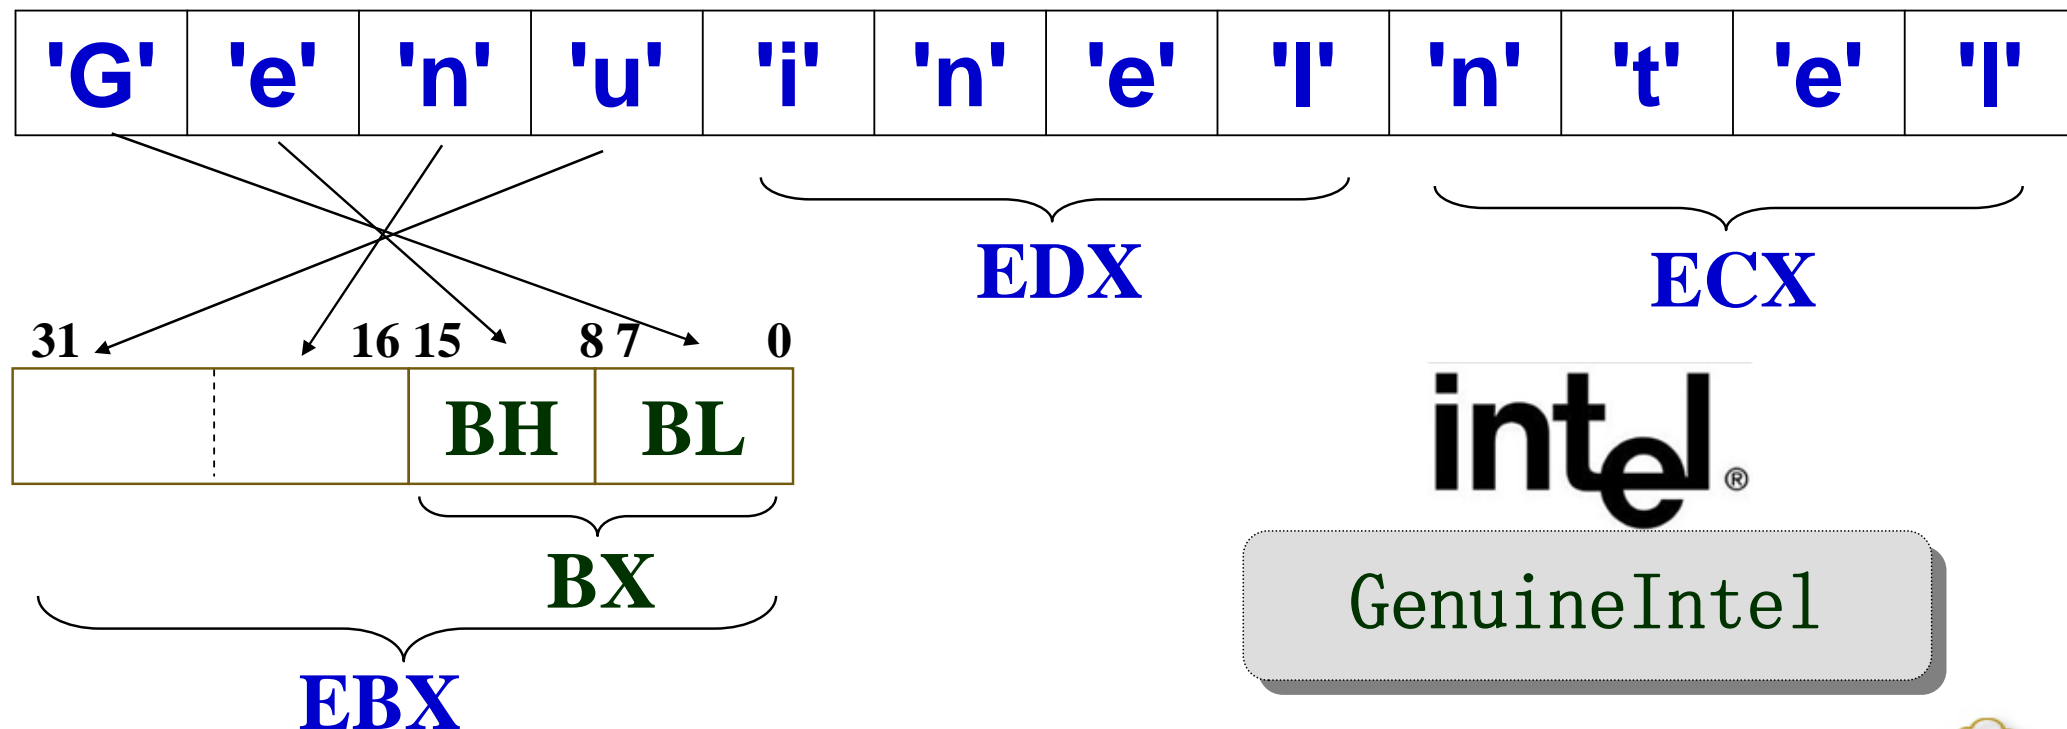 'G' 'e' 'n' 'u' 'i' 'n' 'e' 'I' 'n' 't' 'e' 'l'
EDX
ECX
31 16 15 8 7 0
BH BL
intel®
BX
GenuineIntel
EBX